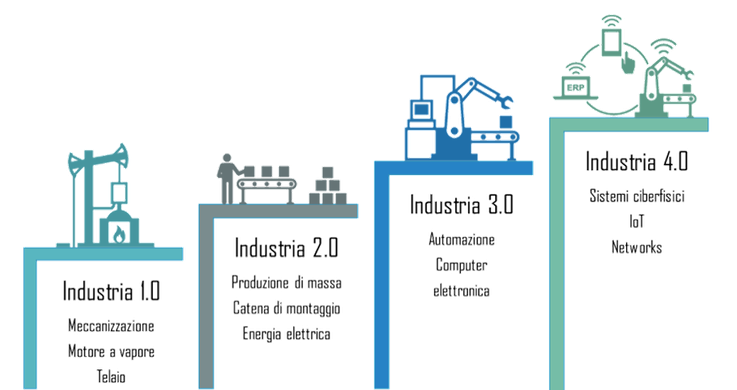 Industria 1.0
Meccanizzazione
Motore a vapore
Telaio
Industria 2.0
Produzione di massa
Catena di montaggio
Energia elettrica
Industria 3.0
Automazione
Computer
elettronica
ERP
Industria 4.0
Sistemi ciberfisici
IoT
Networks